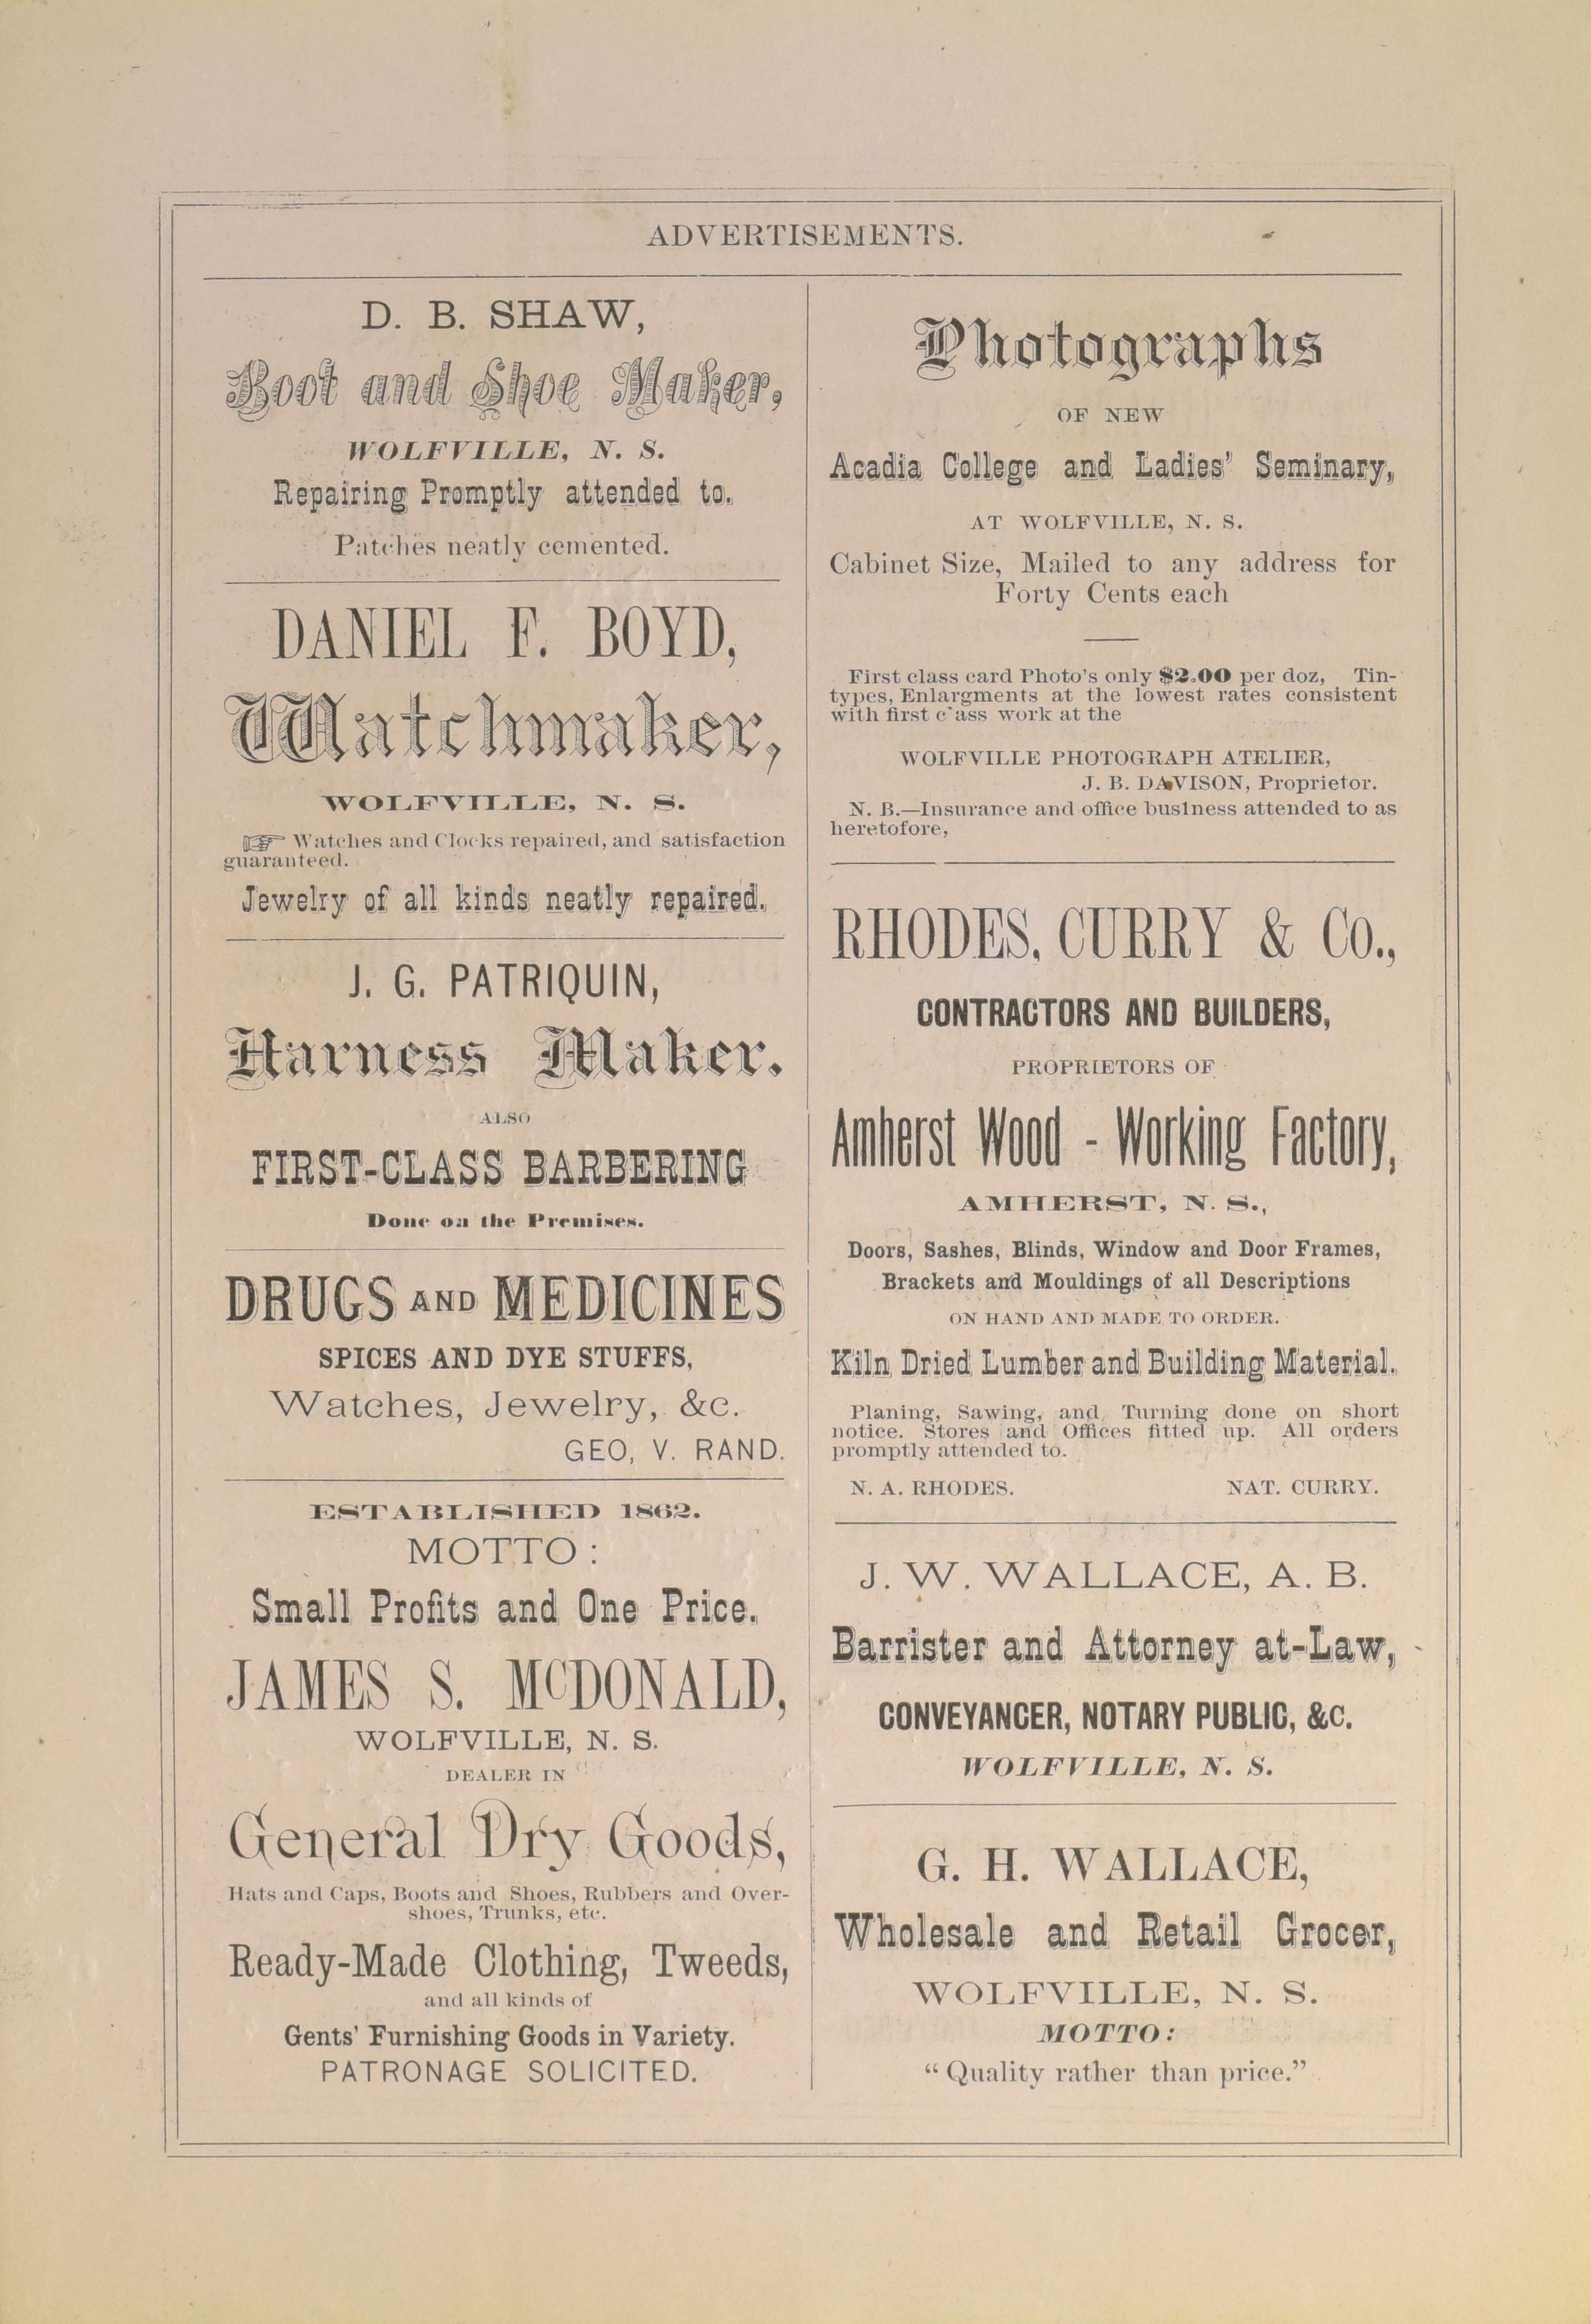 ADVERTISEMENTS.
D. B. SHAW,
Boot and Shoe Maker,
WOLFVILLE, N. S.
Repairing Promptly attended to.
Patches neatly cemented.
DANIEL F. BOYD,
Watchmaker,
WOLFVILLE, N. S.
☞ Watches and Clocks repaired, and satisfaction
guaranteed.
Jewelry of all kinds neatly repaired.
J. G. PATRIQUIN,
Harness Maker.
ALSO
FIRST-CLASS BARBERING
Done on the Premises.
DRUGS AND MEDICINES
SPICES AND DYE STUFFS,
Watches, Jewelry, &c.
GEO, V. RAND.
ESTABLISHED 1862.
MOTTO:
Small Profits and One Price.
JAMES S. McDONALD,
WOLFVILLE, N. S.
DEALER IN
General Dry Goods,
Hats and Caps, Boots and Shoes, Rubbers and Over-
shoes, Trunks, etc.
Ready-Made Clothing, Tweeds,
and all kinds of
Gents' Furnishing Goods in Variety.
PATRONAGE SOLICITED.
Photographs
OF NEW
Acadia College and Ladies' Seminary,
AT WOLFVILLE, N. S.
Cabinet Size, Mailed to any address for
Forty Cents each
First class card Photo's only $2.00 per doz, Tin-
types, Enlargments at the lowest rates consistent
with first c'ass work at the
WOLFVILLE PHOTOGRAPH ATELIER,
J. B. DAVISON, Proprietor.
N. B.—Insurance and office bus1ness attended to as
heretofore,
RHODES, CURRY & Co.,
CONTRACTORS AND BUILDERS,
PROPRIETORS OF
Amherst Wood - Working Factory,
AMHERST, N. S.,
Doors, Sashes, Blinds, Window and Door Frames,
Brackets and Mouldings of all Descriptions
ON HAND AND MADE TO ORDER.
Kiln Dried Lumber and Building Material.
Planing, Sawing, and Turning done on short
notice. Stores and Offices fitted up. All orders
promptly attended to.
N. A. RHODES. NAT. CURRY.
J. W. WALLACE, A. B.
Barrister and Attorney at-Law,
CONVEYANCER, NOTARY PUBLIC, &C.
WOLFVILLE, N. S.
G. H. WALLACE,
Wholesale and Retail Grocer,
WOLFVILLE, N. S.
MOTTO:
"Quality rather than price."